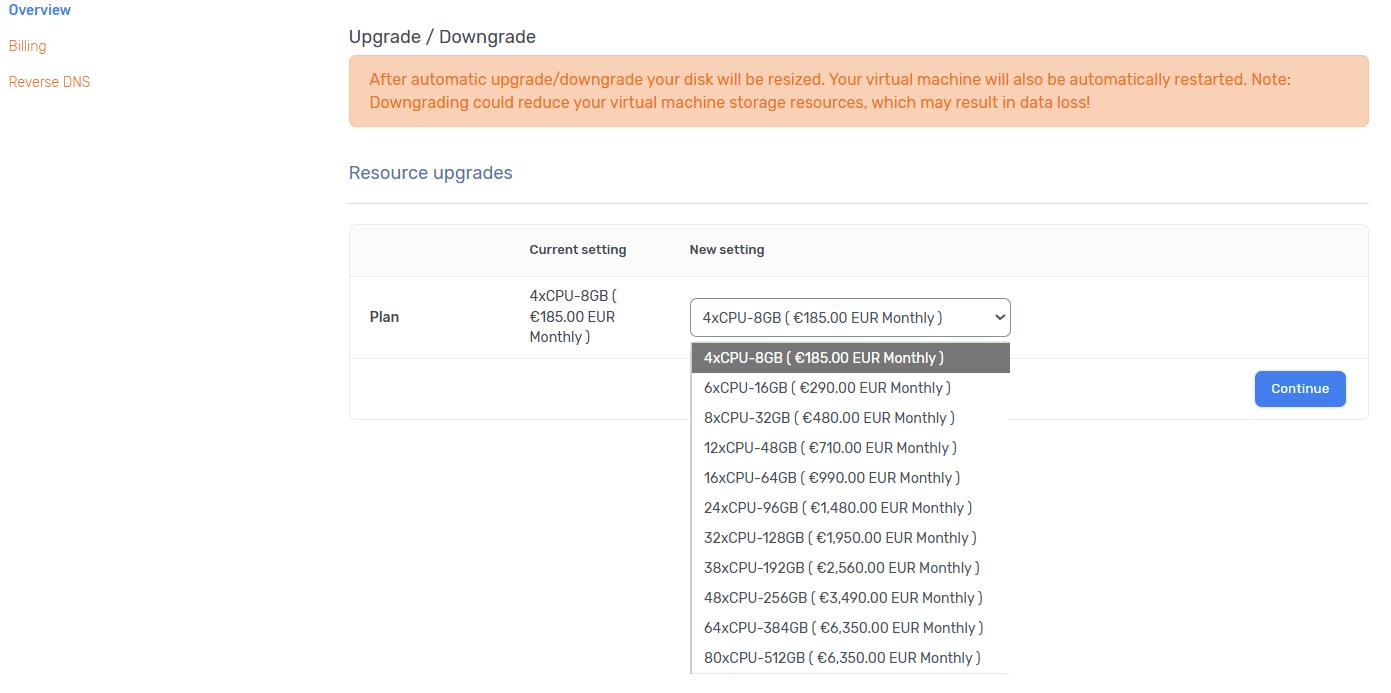 Overview
Billing
Reverse DNS
Upgrade / Downgrade
After automatic upgrade/downgrade your disk will be resized. Your virtual machine will also be automatically restarted. Note:
Downgrading could reduce your virtual machine storage resources, which may result in data loss!
Resource upgrades
Current setting New setting
Plan
4xCPU-8GB (
€185.00 EUR
Monthly )
4xCPU-8GB ( €185.00 EUR Monthly )
4xCPU-8GB ( €185.00 EUR Monthly )
6xCPU-16GB ( €290.00 EUR Monthly )
8xCPU-32GB ( €480.00 EUR Monthly )
12xCPU-48GB ( €710.00 EUR Monthly )
16xCPU-64GB ( €990.00 EUR Monthly )
24xCPU-96GB ( €1,480.00 EUR Monthly )
32xCPU-128GB ( €1,950.00 EUR Monthly )
38xCPU-192GB ( €2,560.00 EUR Monthly )
48xCPU-256GB ( €3,490.00 EUR Monthly )
64xCPU-384GB ( €6,350.00 EUR Monthly )
80xCPU-512GB ( €6,350.00 EUR Monthly )
Continue